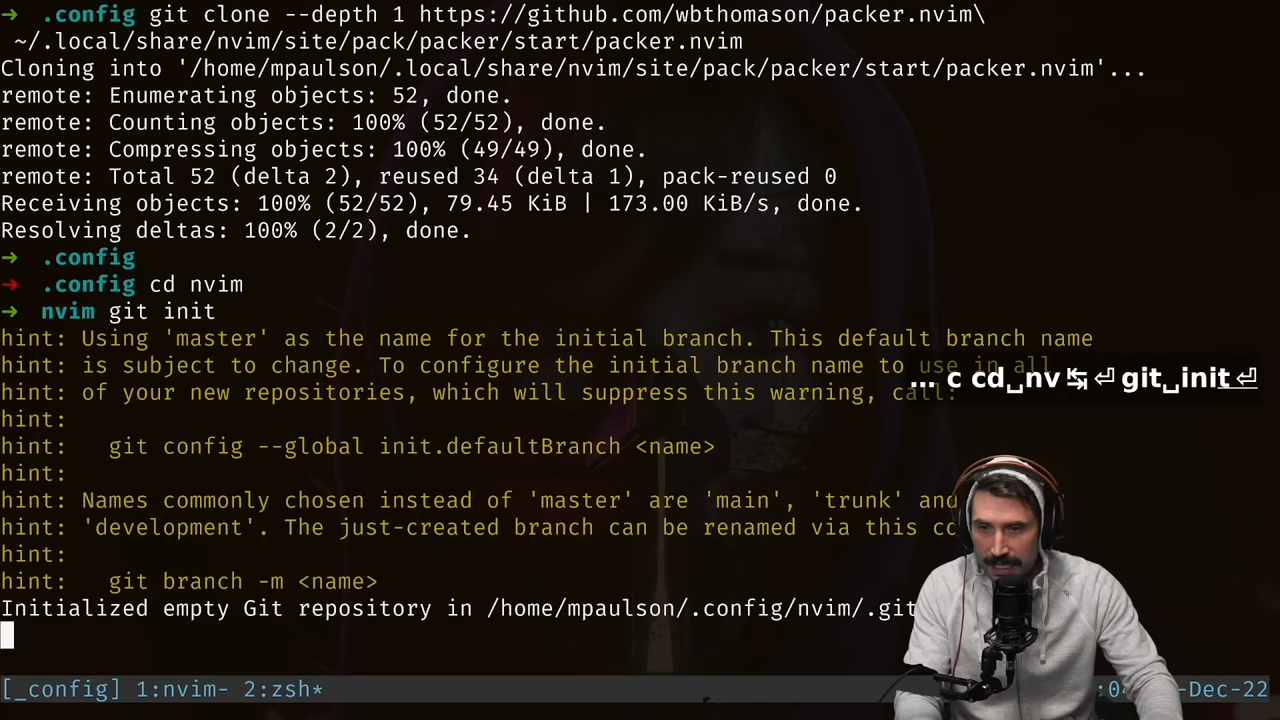 → .config git clone --depth 1 https://github.com/wbthomason/packer.nvim\
~/.local/share/nvim/site/pack/packer/start/packer.nvim
Cloning into '/home/mpaulson/.local/share/nvim/site/pack/packer/start/packer.nvim'...
remote: Enumerating objects: 52, done.
remote: Counting objects: 100% (52/52), done.
remote: Compressing objects: 100% (49/49), done.
remote: Total 52 (delta 2), reused 34 (delta 1), pack-reused 0
Receiving objects: 100% (52/52), 79.45 KiB | 173.00 KiB/s, done.
Resolving deltas: 100% (2/2), done.
→ .config
→ .config cd nvim
→ nvim git init
hint: Using 'master' as the name for the initial branch. This default branch name
hint: is subject to change. To configure the initial branch name to use in all
hint: of your new repositories, which will suppress this warning, call:
… c cd␣nv↹⏎git␣init⏎
hint:
hint: git config --global init.defaultBranch <name>
hint:
hint: Names commonly chosen instead of 'master' are 'main', 'trunk' and
hint: 'development'. The just-created branch can be renamed via this co
hint:
hint: git branch -m <name>
Initialized empty Git repository in /home/mpaulson/.config/nvim/.git
[_config] 1:nvim- 2:zsh* -Dec-22